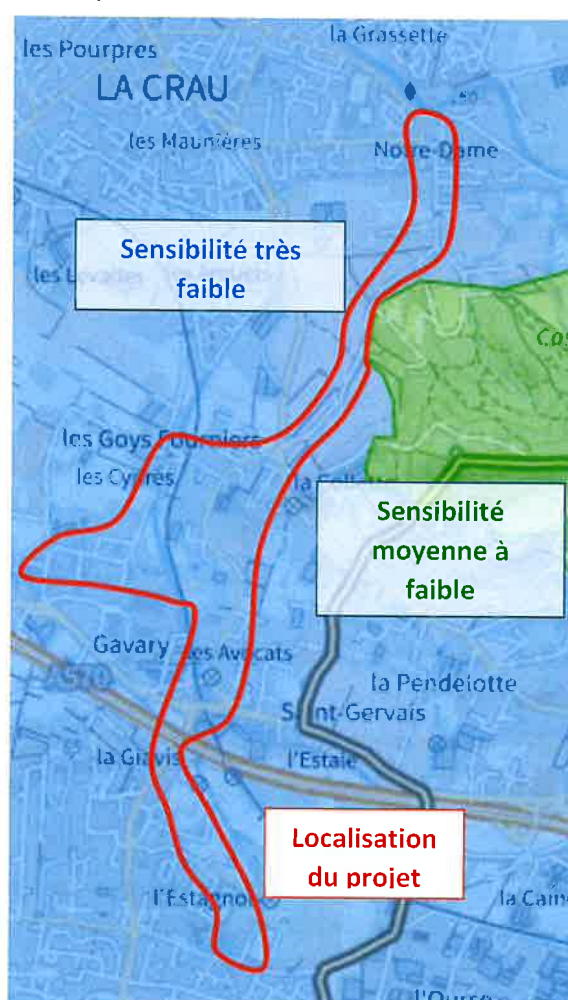 la Grassette
les Pourpres
LA CRAU
les Maunières
Notre-Dame
Sensibilité très
faible
les Goys Fourniers
les Cyprès
Sensibilité
moyenne à
faible
Gavary
Les Avocats
la Pendelotte
Saint-Gervais
l'Estale
Localisation
du projet
l'Estagnol